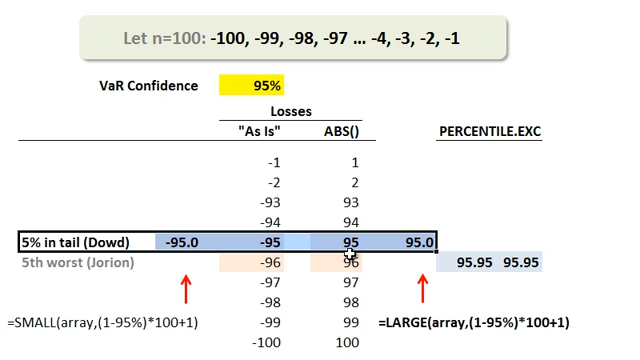 Let n=100: -100, -99, -98, -97 ... -4, -3, -2, -1
VaR Confidence 95%
Losses
"As Is" ABS() PERCENTILE.EXC
-1 1
-2 2
-93 93
-94 94
5% in tail (Dowd) -95.0 -95 95 95.0
5th worst (Jorion) -96 96 95.95 95.95
-97 97
-98 98
=SMALL(array,(1-95%)*100+1) -99 99 =LARGE(array,(1-95%)*100+1)
-100 100